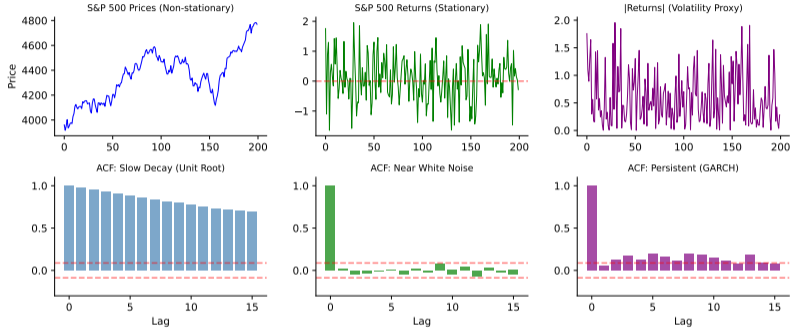 S&P 500 Prices (Non-stationary)
S&P 500 Returns (Stationary)
|Returns| (Volatility Proxy)
Price
4800
4600
4400
4200
4000
0 50 100 150 200
2
1
0
−1
0 50 100 150 200
2.0
1.5
1.0
0.5
0.0
0 50 100 150 200
ACF: Slow Decay (Unit Root)
ACF: Near White Noise
ACF: Persistent (GARCH)
1.0
0.5
0.0
0 5 10 15
Lag
1.0
0.5
0.0
0 5 10 15
Lag
1.0
0.5
0.0
0 5 10 15
Lag